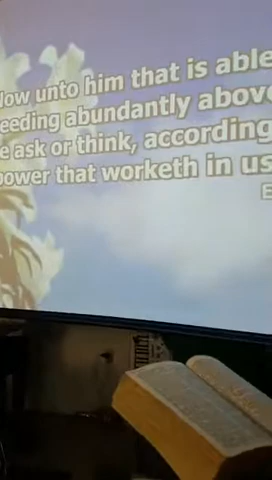 Now unto him that is able
eeding abundantly above
e ask or think, according
power that worketh in us
E